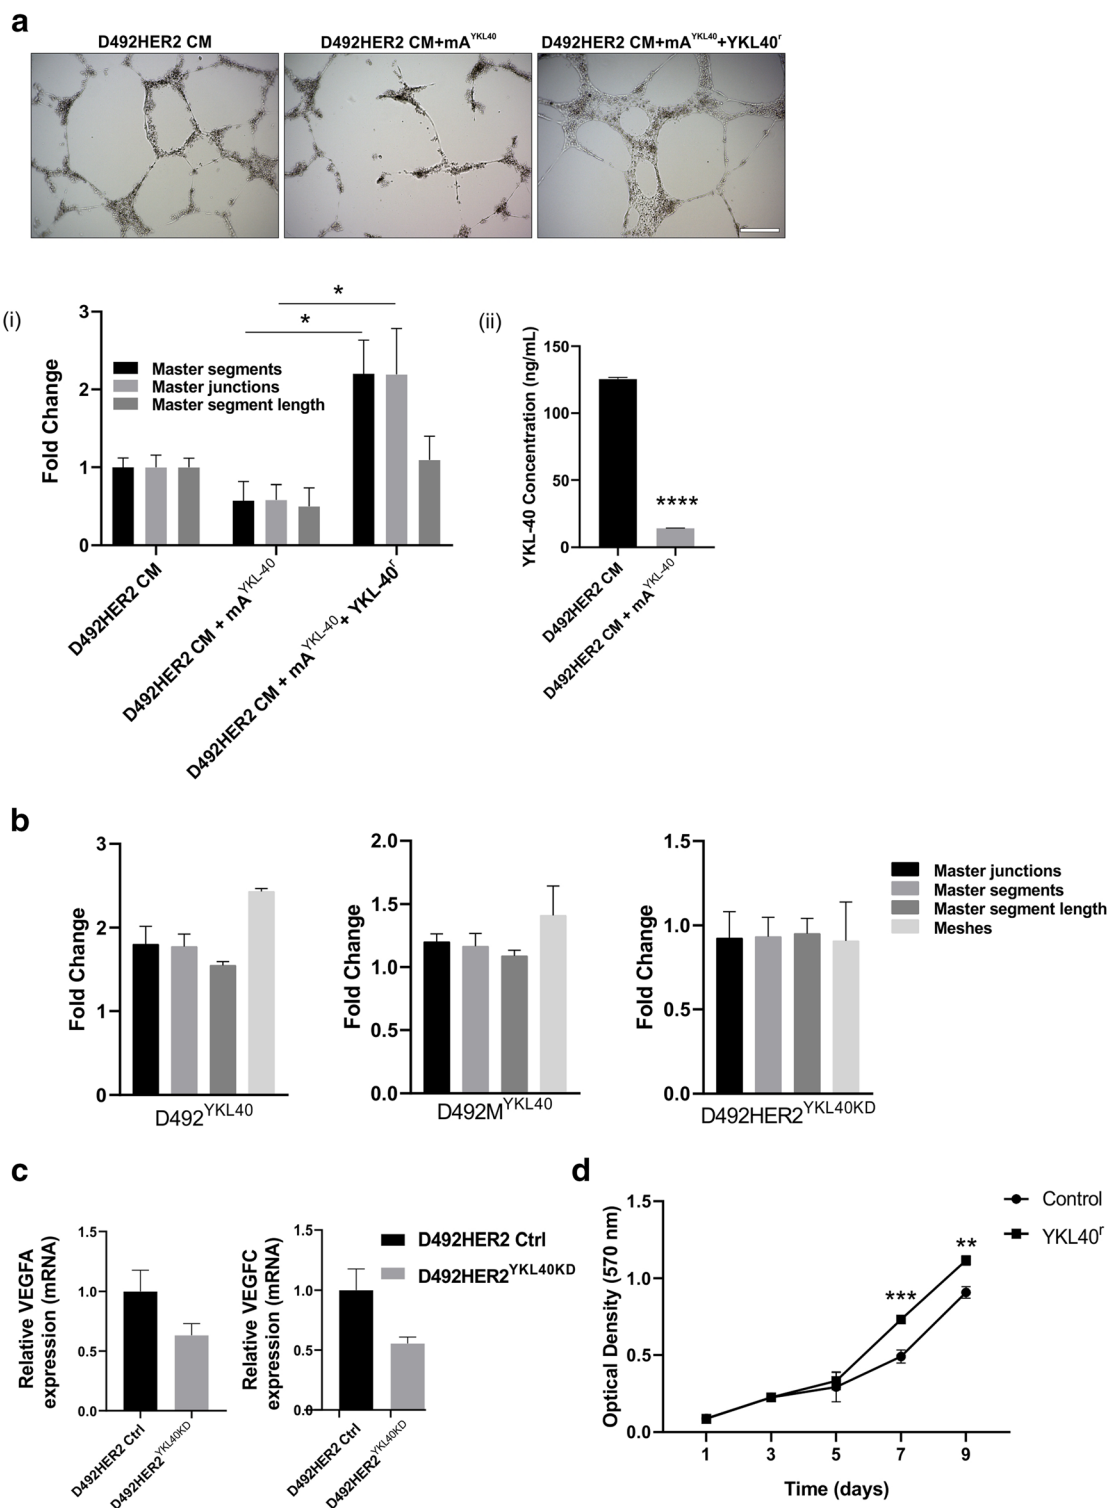 a
D492HER2 CM
D492HER2 CM+mA^YKL40
D492HER2 CM+mA^YKL40+YKL40^r
(i)
Fold Change
3
2
1
0
*
*
Master segments
Master junctions
Master segment length
D492HER2 CM
D492HER2 CM + mA^YKL-40
D492HER2 CM + mA^YKL-40 + YKL-40^r
(ii)
YKL-40 Concentration (ng/mL)
150
100
50
0
****
D492HER2 CM
D492HER2 CM + mA^YKL-40
b
Fold Change
3
2
1
0
D492^YKL40
Fold Change
2.0
1.5
1.0
0.5
0.0
D492M^YKL40
Fold Change
1.5
1.0
0.5
0.0
D492HER2^YKL40KD
Master junctions
Master segments
Master segment length
Meshes
c
Relative VEGFA
expression (mRNA)
1.5
1.0
0.5
0.0
D492HER2 Ctrl
D492HER2^YKL40KD
Relative VEGFC
expression (mRNA)
1.5
1.0
0.5
0.0
D492HER2 Ctrl
D492HER2^YKL40KD
D492HER2 Ctrl
D492HER2^YKL40KD
d
Optical Density (570 nm)
1.5
1.0
0.5
0.0
***
**
1 3 5 7 9
Time (days)
Control
YKL40^r